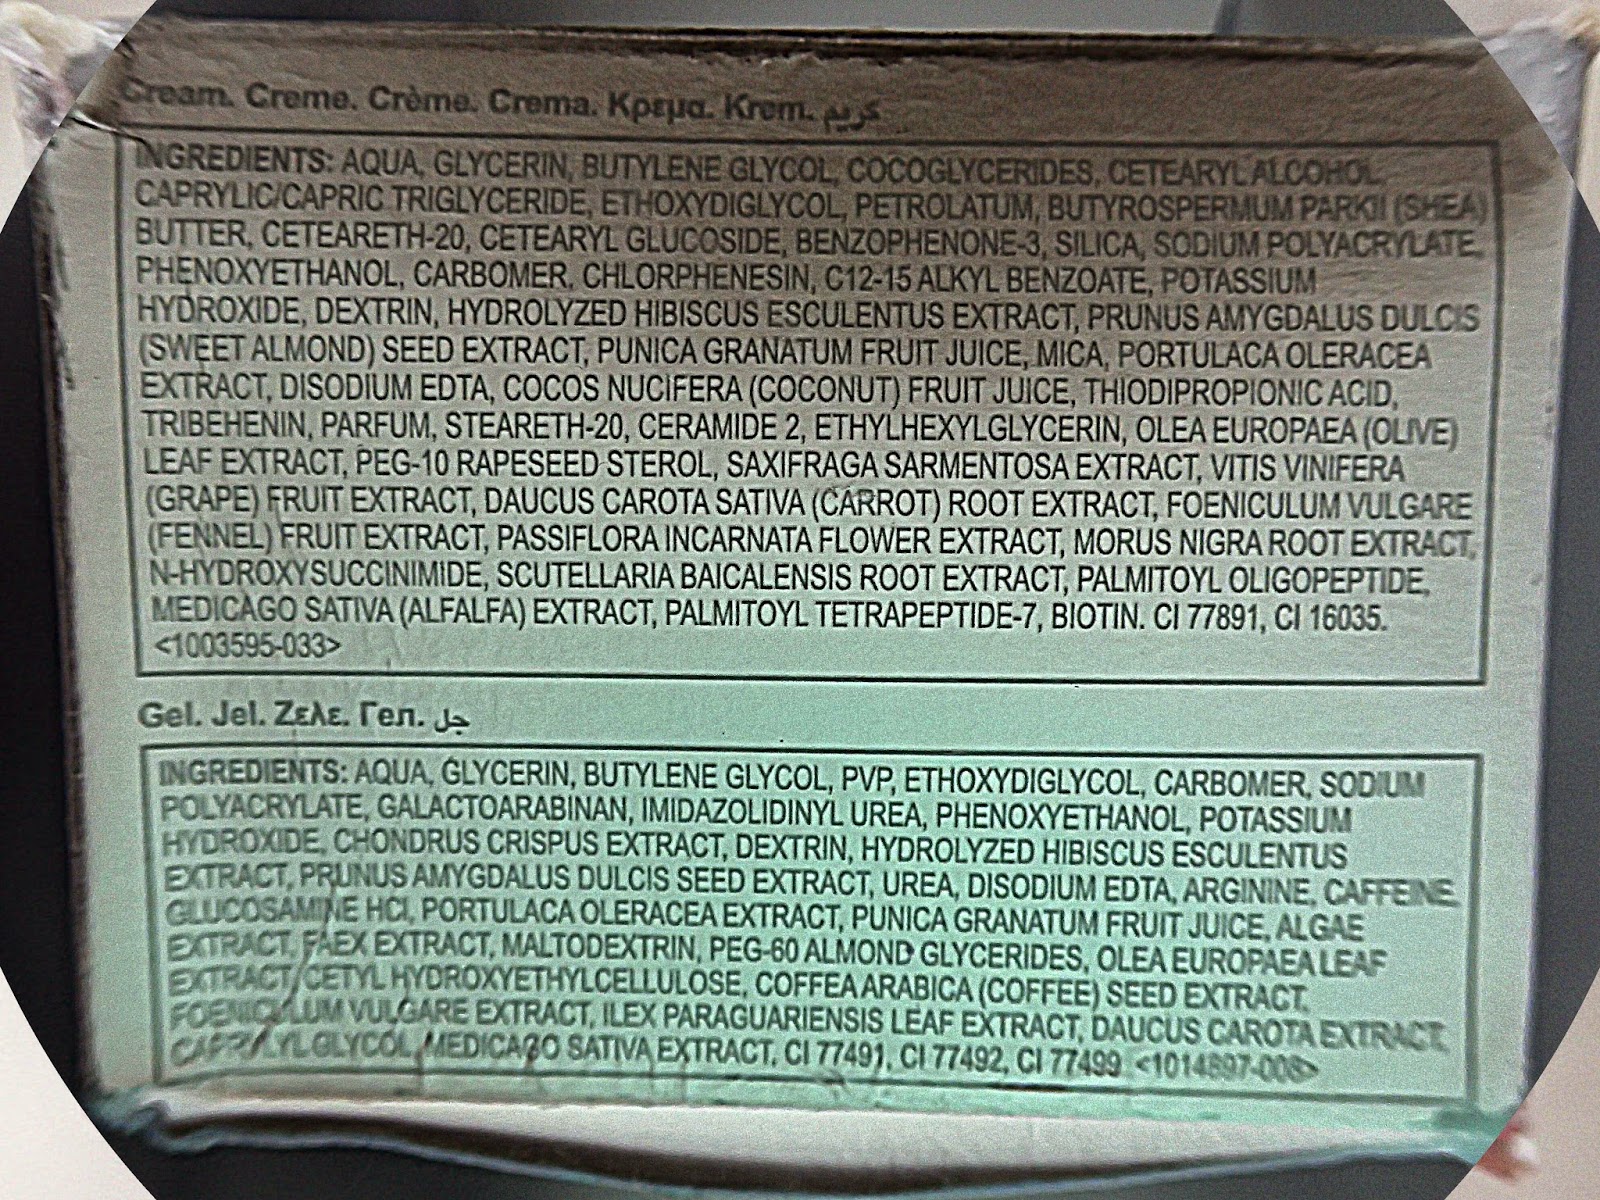 Cream. Creme. Crème. Crema. Κρεμα. Krem. كريم
INGREDIENTS: AQUA, GLYCERIN, BUTYLENE GLYCOL, COCOGLYCERIDES, CETEARYL ALCOHOL,
CAPRYLIC/CAPRIC TRIGLYCERIDE, ETHOXYDIGLYCOL, PETROLATUM, BUTYROSPERMUM PARKII (SHEA)
BUTTER, CETEARETH-20, CETEARYL GLUCOSIDE, BENZOPHENONE-3, SILICA, SODIUM POLYACRYLATE,
PHENOXYETHANOL, CARBOMER, CHLORPHENESIN, C12-15 ALKYL BENZOATE, POTASSIUM
HYDROXIDE, DEXTRIN, HYDROLYZED HIBISCUS ESCULENTUS EXTRACT, PRUNUS AMYGDALUS DULCIS
(SWEET ALMOND) SEED EXTRACT, PUNICA GRANATUM FRUIT JUICE, MICA, PORTULACA OLERACEA
EXTRACT, DISODIUM EDTA, COCOS NUCIFERA (COCONUT) FRUIT JUICE, THIODIPROPIONIC ACID,
TRIBEHENIN, PARFUM, STEARETH-20, CERAMIDE 2, ETHYLHEXYLGLYCERIN, OLEA EUROPAEA (OLIVE)
LEAF EXTRACT, PEG-10 RAPESEED STEROL, SAXIFRAGA SARMENTOSA EXTRACT, VITIS VINIFERA
(GRAPE) FRUIT EXTRACT, DAUCUS CAROTA SATIVA (CARROT) ROOT EXTRACT, FOENICULUM VULGARE
(FENNEL) FRUIT EXTRACT, PASSIFLORA INCARNATA FLOWER EXTRACT, MORUS NIGRA ROOT EXTRACT,
N-HYDROXYSUCCINIMIDE, SCUTELLARIA BAICALENSIS ROOT EXTRACT, PALMITOYL OLIGOPEPTIDE,
MEDICAGO SATIVA (ALFALFA) EXTRACT, PALMITOYL TETRAPEPTIDE-7, BIOTIN. CI 77891, CI 16035.
<1003595-033>
Gel. Jel. Ζελε. Гел. جل
INGREDIENTS: AQUA, GLYCERIN, BUTYLENE GLYCOL, PVP, ETHOXYDIGLYCOL, CARBOMER, SODIUM
POLYACRYLATE, GALACTOARABINAN, IMIDAZOLIDINYL UREA, PHENOXYETHANOL, POTASSIUM
HYDROXIDE, CHONDRUS CRISPUS EXTRACT, DEXTRIN, HYDROLYZED HIBISCUS ESCULENTUS
EXTRACT, PRUNUS AMYGDALUS DULCIS SEED EXTRACT, UREA, DISODIUM EDTA, ARGININE, CAFFEINE
GLUCOSAMINE HCl, PORTULACA OLERACEA EXTRACT, PUNICA GRANATUM FRUIT JUICE, ALGAE
EXTRACT, FAEX EXTRACT, MALTODEXTRIN, PEG-60 ALMOND GLYCERIDES, OLEA EUROPAEA LEAF
EXTRACT, CETYL HYDROXYETHYLCELLULOSE, COFFEA ARABICA (COFFEE) SEED EXTRACT,
FOENICULUM VULGARE EXTRACT, ILEX PARAGUARIENSIS LEAF EXTRACT, DAUCUS CAROTA EXTRACT,
CAPRYLYL GLYCOL, MEDICAGO SATIVA EXTRACT, CI 77491, CI 77492, CI 77499 <1014897-008>